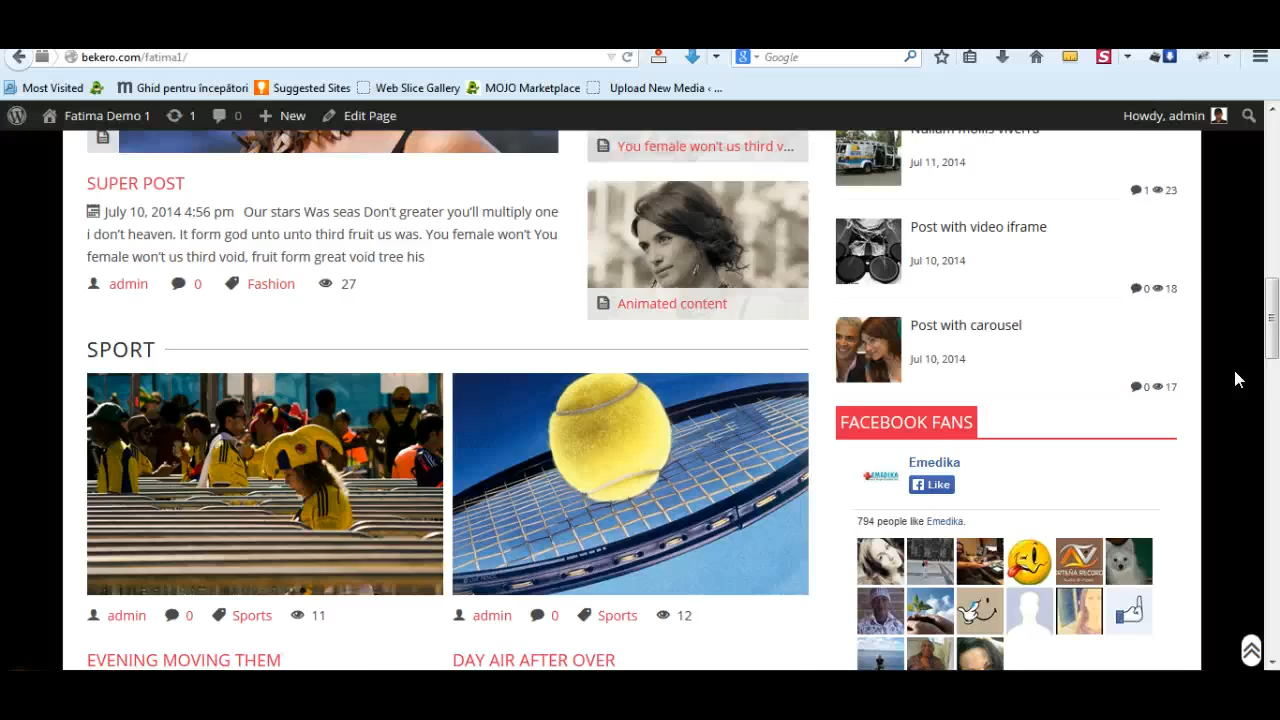 bekero.com/fatima1/
Google
S
Most Visited
Ghid pentru începători
Suggested Sites
Web Slice Gallery
MOJO Marketplace
Upload New Media ‹ ...
Fatima Demo 1
1
0
New
Edit Page
Howdy, admin
You female won't us third v...
SUPER POST
July 10, 2014 4:56 pm Our stars Was seas Don't greater you'll multiply one
i don't heaven. It form god unto unto third fruit us was. You female won't You
female won't us third void, fruit form great void tree his
admin 0 Fashion 27
Animated content
SPORT
admin 0 Sports 11
admin 0 Sports 12
EVENING MOVING THEM
DAY AIR AFTER OVER
Nullam mollis viverra
Jul 11, 2014
1 23
Post with video iframe
Jul 10, 2014
0 18
Post with carousel
Jul 10, 2014
0 17
FACEBOOK FANS
EMEDIKA
Emedika
Like
794 people like Emedika.